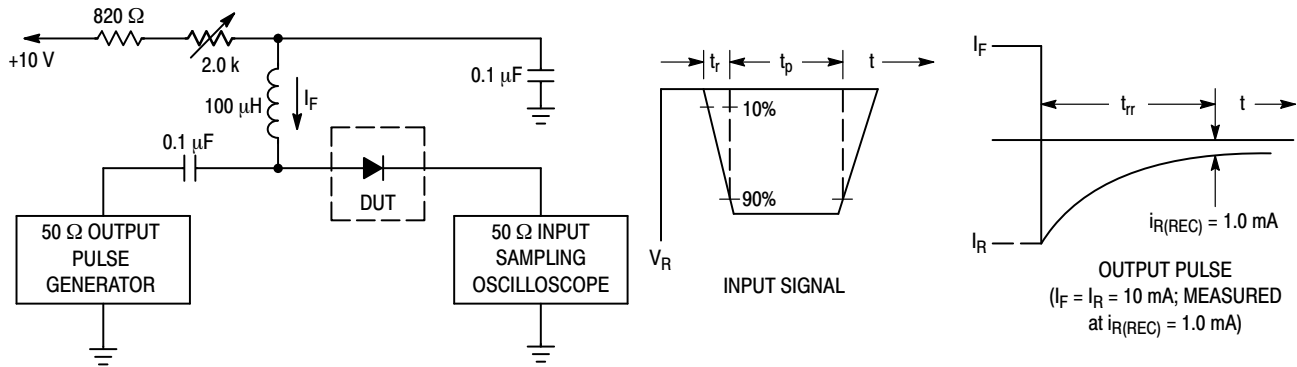 820 Ω
+10 V
2.0 k
100 μH
I_F
0.1 μF
0.1 μF
DUT
50 Ω OUTPUT
PULSE
GENERATOR
50 Ω INPUT
SAMPLING
OSCILLOSCOPE
t_r
t_p
t
10%
90%
V_R
INPUT SIGNAL
I_F
t_rr
t
i_R(REC) = 1.0 mA
I_R
OUTPUT PULSE
(I_F = I_R = 10 mA; MEASURED
at i_R(REC) = 1.0 mA)